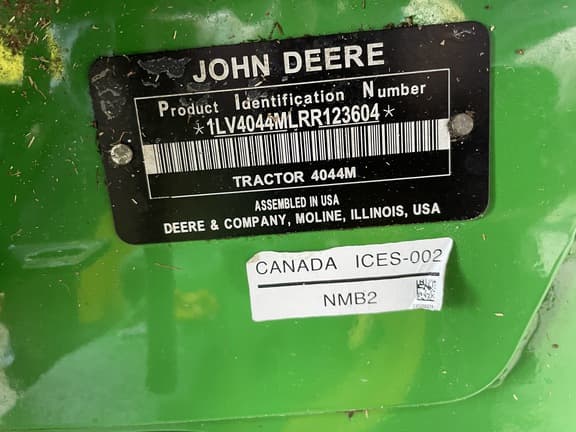 JOHN DEERE
Product Identification Number
*1LV4044MLRR123604*
TRACTOR 4044M
ASSEMBLED IN USA
DEERE & COMPANY, MOLINE, ILLINOIS, USA
CANADA ICES-002
NMB2